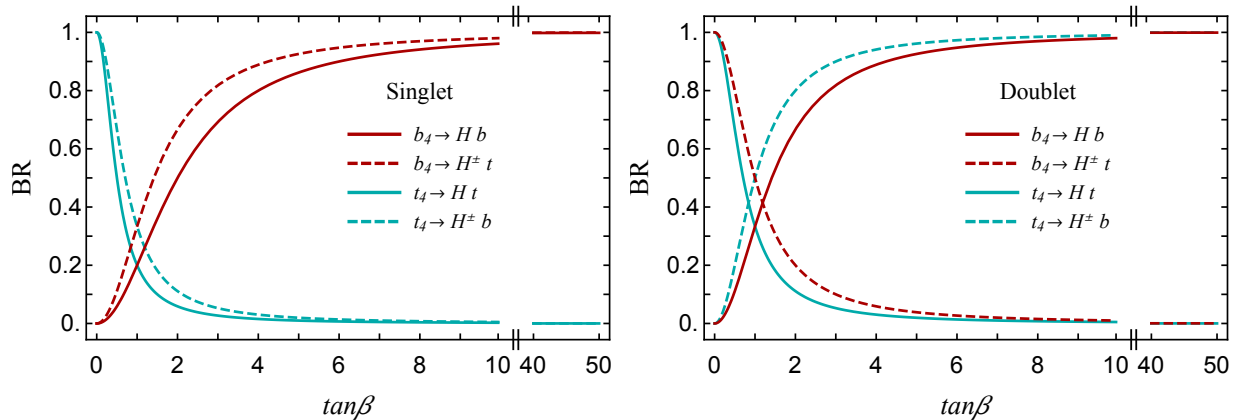 BR
1.
0.8
0.6
0.4
0.2
0.
Singlet
b₄→ H b
b₄→ H± t
t₄→ H t
t₄→ H± b
0 2 4 6 8 10 40 50
tanβ
BR
1.
0.8
0.6
0.4
0.2
0.
Doublet
b₄→ H b
b₄→ H± t
t₄→ H t
t₄→ H± b
0 2 4 6 8 10 40 50
tanβ